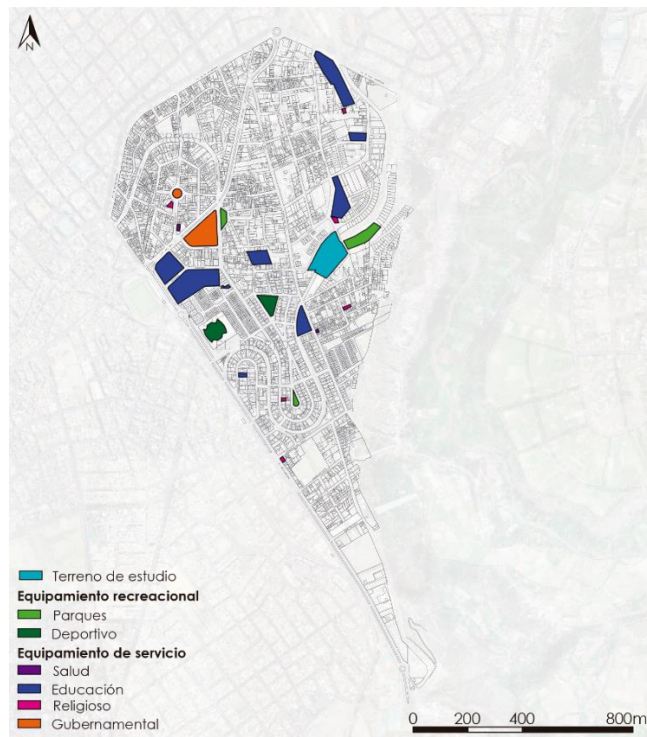 N
Terreno de estudio
Equipamiento recreacional
Parques
Deportivo
Equipamiento de servicio
Salud
Educación
Religioso
Gubernamental
0 200 400 800m